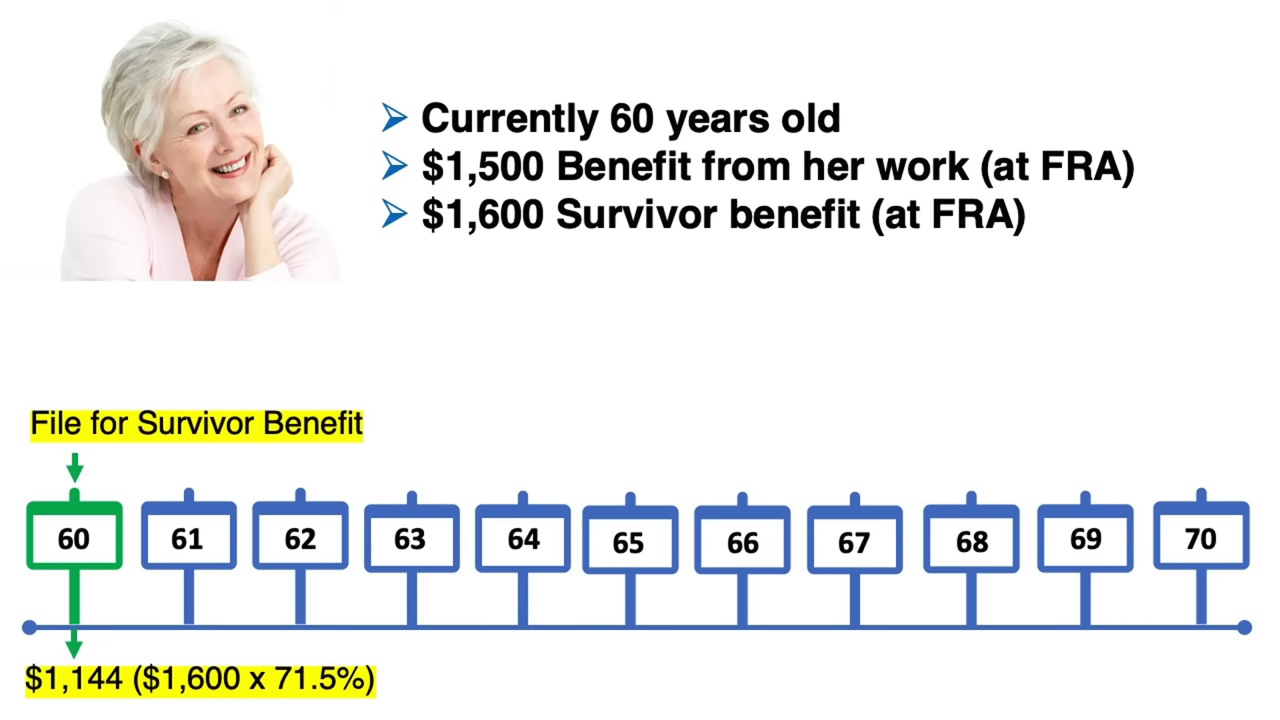 ➢ Currently 60 years old
➢ $1,500 Benefit from her work (at FRA)
➢ $1,600 Survivor benefit (at FRA)
File for Survivor Benefit
60 61 62 63 64 65 66 67 68 69 70
$1,144 ($1,600 x 71.5%)